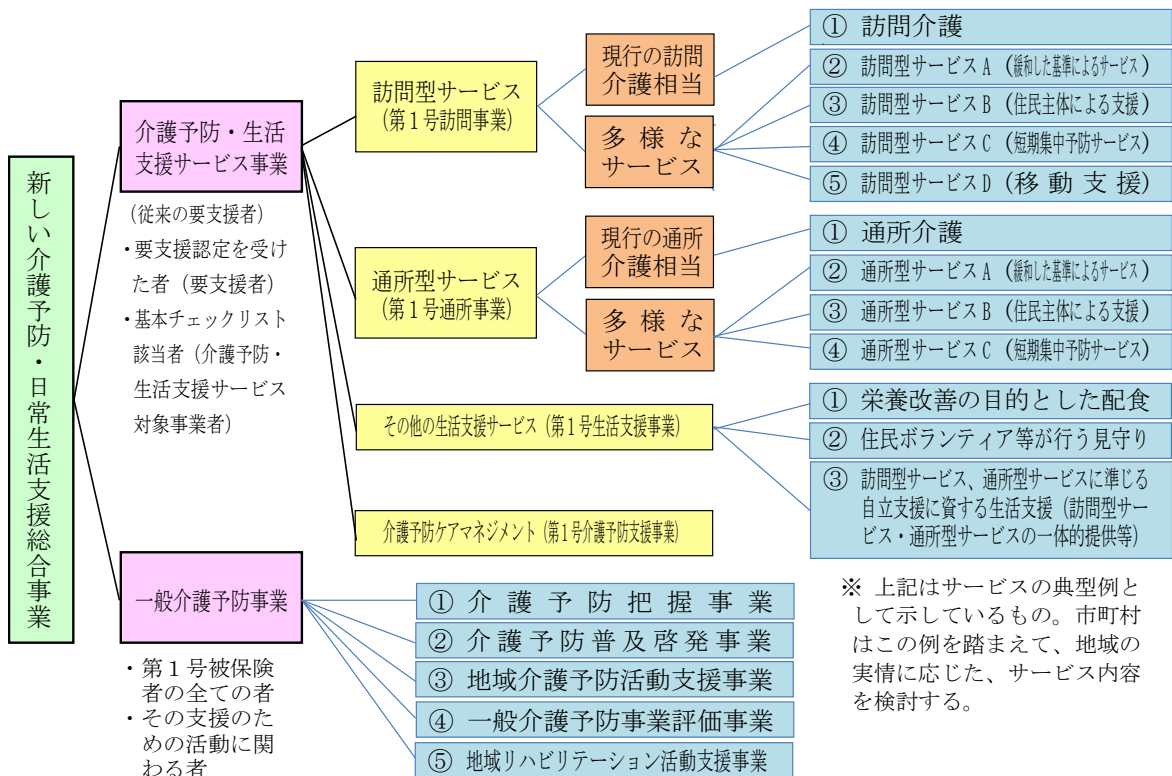 新しい介護予防・日常生活支援総合事業
介護予防・生活
支援サービス事業
(従来の要支援者)
・要支援認定を受け
た者(要支援者)
・基本チェックリスト
該当者(介護予防・
生活支援サービス
対象事業者)
訪問型サービス
(第1号訪問事業)
現行の訪問
介護相当
多様な
サービス
① 訪問介護
② 訪問型サービスA(緩和した基準によるサービス)
③ 訪問型サービスB(住民主体による支援)
④ 訪問型サービスC(短期集中予防サービス)
⑤ 訪問型サービスD(移動支援)
通所型サービス
(第1号通所事業)
現行の通所
介護相当
多様な
サービス
① 通所介護
② 通所型サービスA(緩和した基準によるサービス)
③ 通所型サービスB(住民主体による支援)
④ 通所型サービスC(短期集中予防サービス)
その他の生活支援サービス(第1号生活支援事業)
① 栄養改善の目的とした配食
② 住民ボランティア等が行う見守り
③ 訪問型サービス、通所型サービスに準じる
自立支援に資する生活支援(訪問型サー
ビス・通所型サービスの一体的提供等)
介護予防ケアマネジメント(第1号介護予防支援事業)
一般介護予防事業
・第1号被保険
者の全ての者
・その支援のた
めの活動に関
わる者
① 介護予防把握事業
② 介護予防普及啓発事業
③ 地域介護予防活動支援事業
④ 一般介護予防事業評価事業
⑤ 地域リハビリテーション活動支援事業
※ 上記はサービスの典型例と
して示しているもの。市町村
はこの例を踏まえて、地域の
実情に応じた、サービス内容
を検討する。